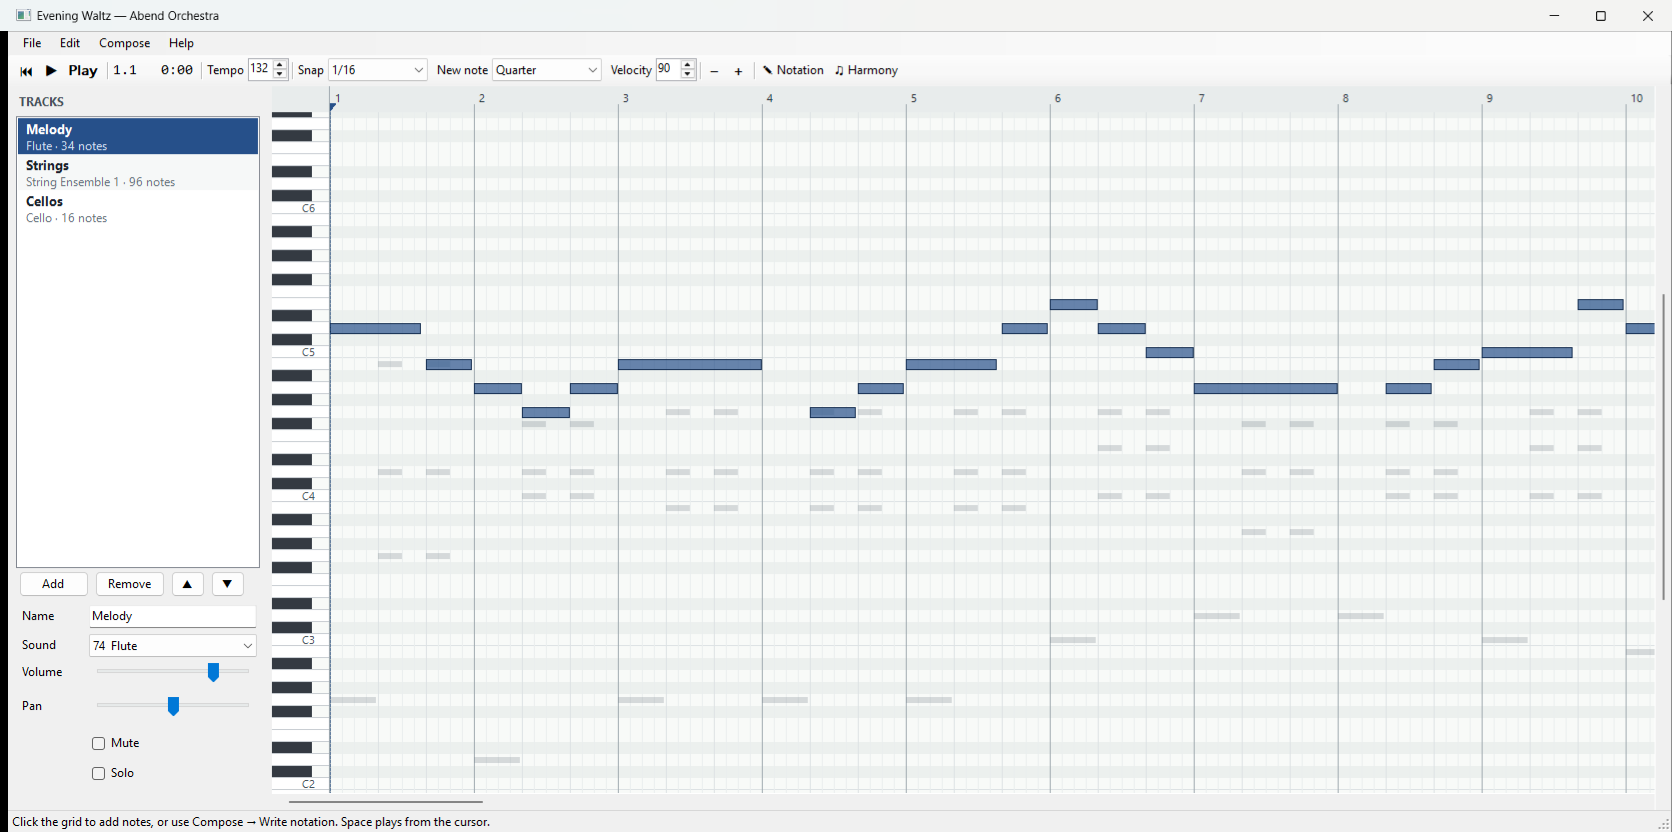 Evening Waltz — Abend Orchestra
File Edit Compose Help
Play 1.1 0:00 Tempo 132 Snap 1/16 New note Quarter Velocity 90 − + Notation Harmony
TRACKS
1 2 3 4 5 6 7 8 9 10
Melody
Flute · 34 notes
Strings
String Ensemble 1 · 96 notes
Cellos
Cello · 16 notes
C6
C5
C4
C3
C2
Add Remove ▲ ▼
Name Melody
Sound 74 Flute
Volume
Pan
Mute
Solo
Click the grid to add notes, or use Compose → Write notation. Space plays from the cursor.